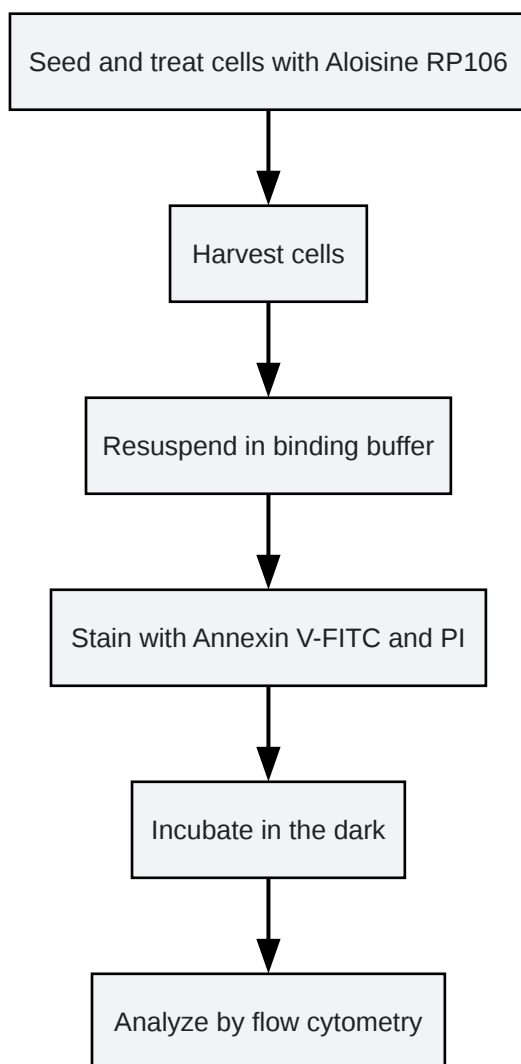 Seed and treat cells with Aloisine RP106
Harvest cells
Resuspend in binding buffer
Stain with Annexin V-FITC and PI
Incubate in the dark
Analyze by flow cytometry